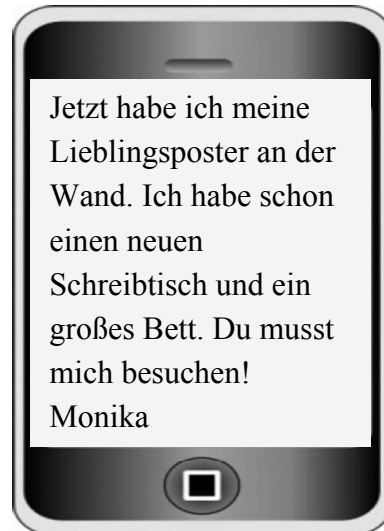 Jetzt habe ich meine
Lieblingsposter an der
Wand. Ich habe schon
einen neuen
Schreibtisch und ein
großes Bett. Du musst
mich besuchen!
Monika